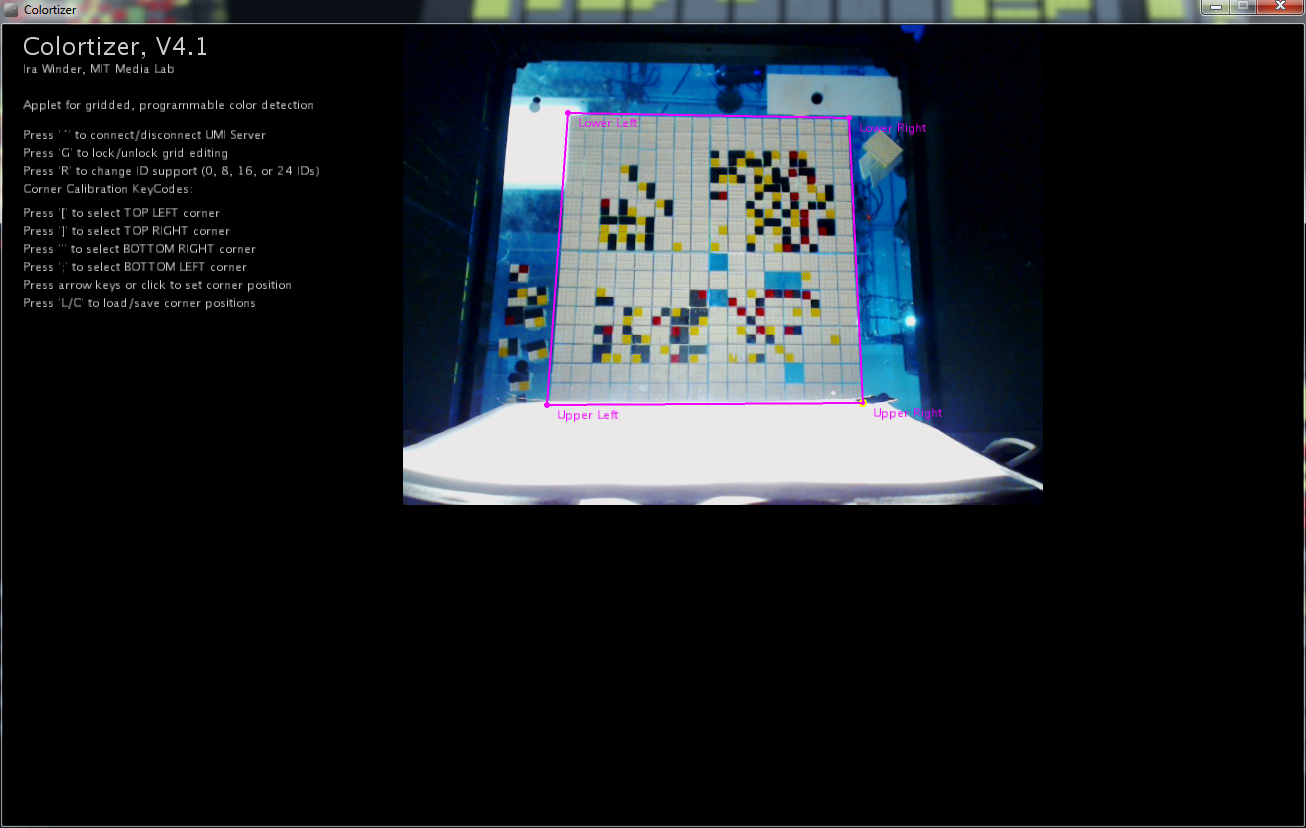 Colortizer
Colortizer, V4.1
Ira Winder, MIT Media Lab
Applet for gridded, programmable color detection
Press '`' to connect/disconnect UMI Server
Press 'G' to lock/unlock grid editing
Press 'R' to change ID support (0, 8, 16, or 24 IDs)
Corner Calibration KeyCodes:
Press '[' to select TOP LEFT corner
Press ']' to select TOP RIGHT corner
Press ''' to select BOTTOM RIGHT corner
Press ';' to select BOTTOM LEFT corner
Press arrow keys or click to set corner position
Press 'L/C' to load/save corner positions
Lower Left
Lower Right
Upper Left
Upper Right